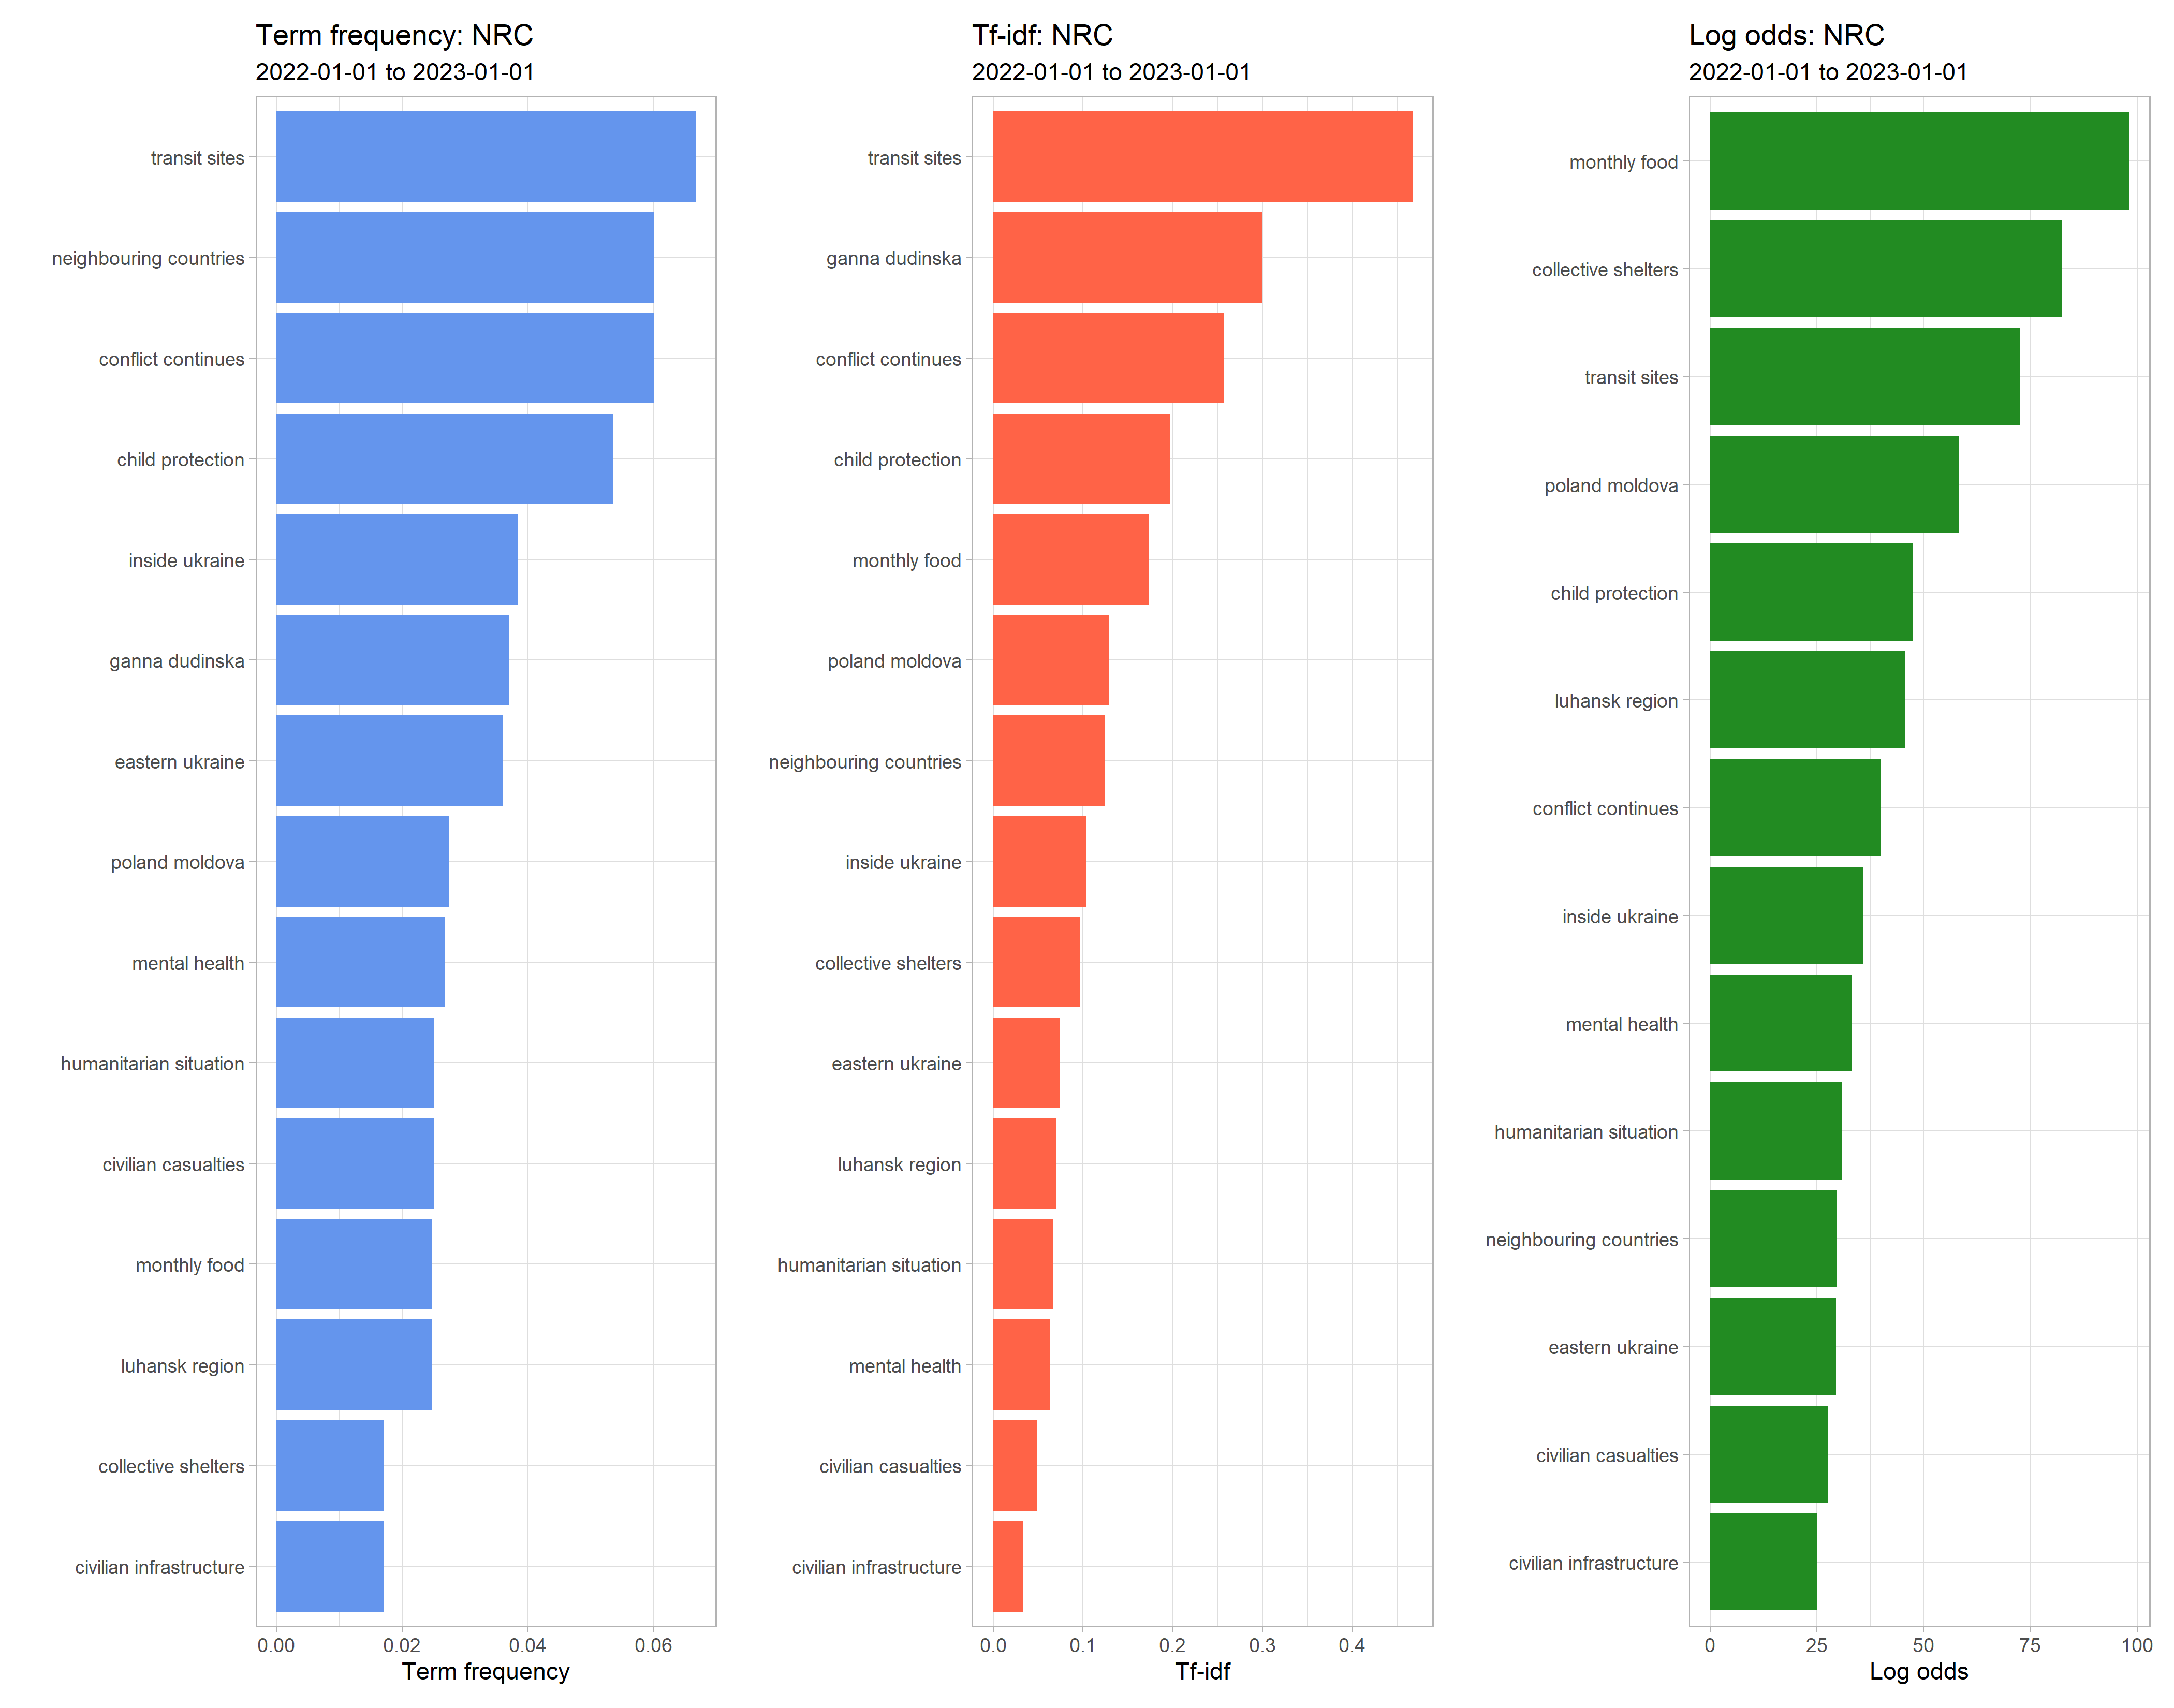 Term frequency: NRC
2022-01-01 to 2023-01-01
transit sites
neighbouring countries
conflict continues
child protection
inside ukraine
ganna dudinska
eastern ukraine
poland moldova
mental health
humanitarian situation
civilian casualties
monthly food
luhansk region
collective shelters
civilian infrastructure
0.00 0.02 0.04 0.06
Term frequency
Tf-idf: NRC
2022-01-01 to 2023-01-01
transit sites
ganna dudinska
conflict continues
child protection
monthly food
poland moldova
neighbouring countries
inside ukraine
collective shelters
eastern ukraine
luhansk region
humanitarian situation
mental health
civilian casualties
civilian infrastructure
0.0 0.1 0.2 0.3 0.4
Tf-idf
Log odds: NRC
2022-01-01 to 2023-01-01
monthly food
collective shelters
transit sites
poland moldova
child protection
luhansk region
conflict continues
inside ukraine
mental health
humanitarian situation
neighbouring countries
eastern ukraine
civilian casualties
civilian infrastructure
0 25 50 75 100
Log odds